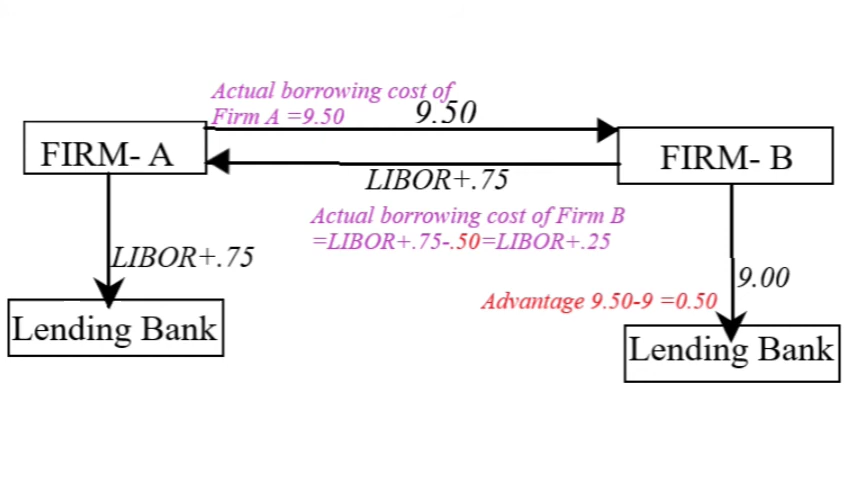 Actual borrowing cost of
Firm A =9.50
9.50
FIRM- A
FIRM- B
LIBOR+.75
Actual borrowing cost of Firm B
=LIBOR+.75-.50=LIBOR+.25
LIBOR+.75
9.00
Advantage 9.50-9 =0.50
Lending Bank
Lending Bank